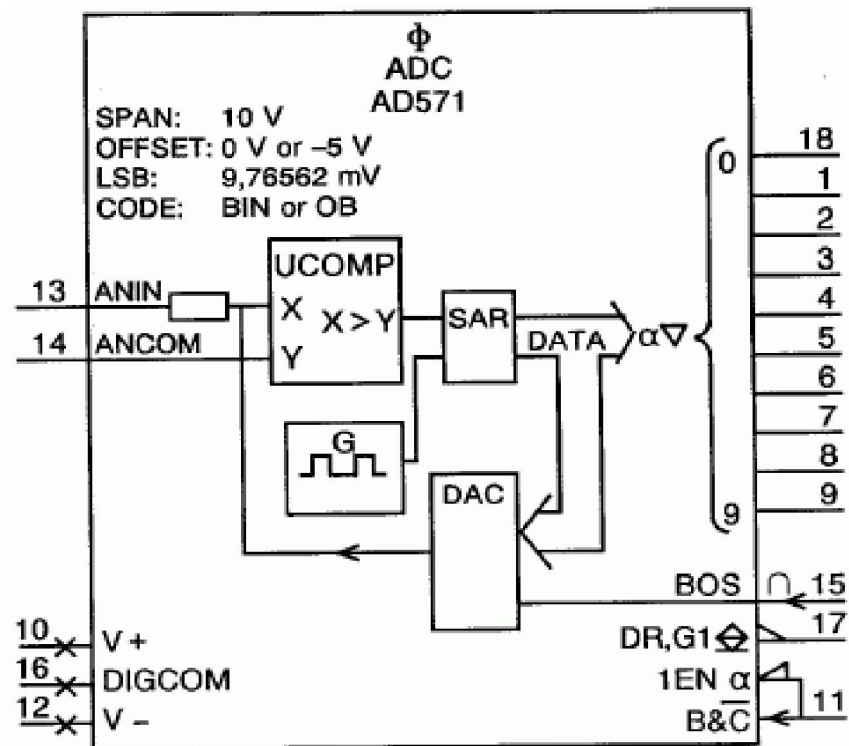 Φ
ADC
AD571
SPAN: 10 V
OFFSET: 0 V or –5 V
LSB: 9,76562 mV
CODE: BIN or OB
18
0
1
2
3
4
5
6
7
8
9
9
13 ANIN
14 ANCOM
UCOMP
X
X > Y
Y
SAR
DATA
α▽
G
DAC
BOS ∩ 15
DR,G1 17
1EN α
B&C̅ 11
10 V +
16 DIGCOM
12 V -